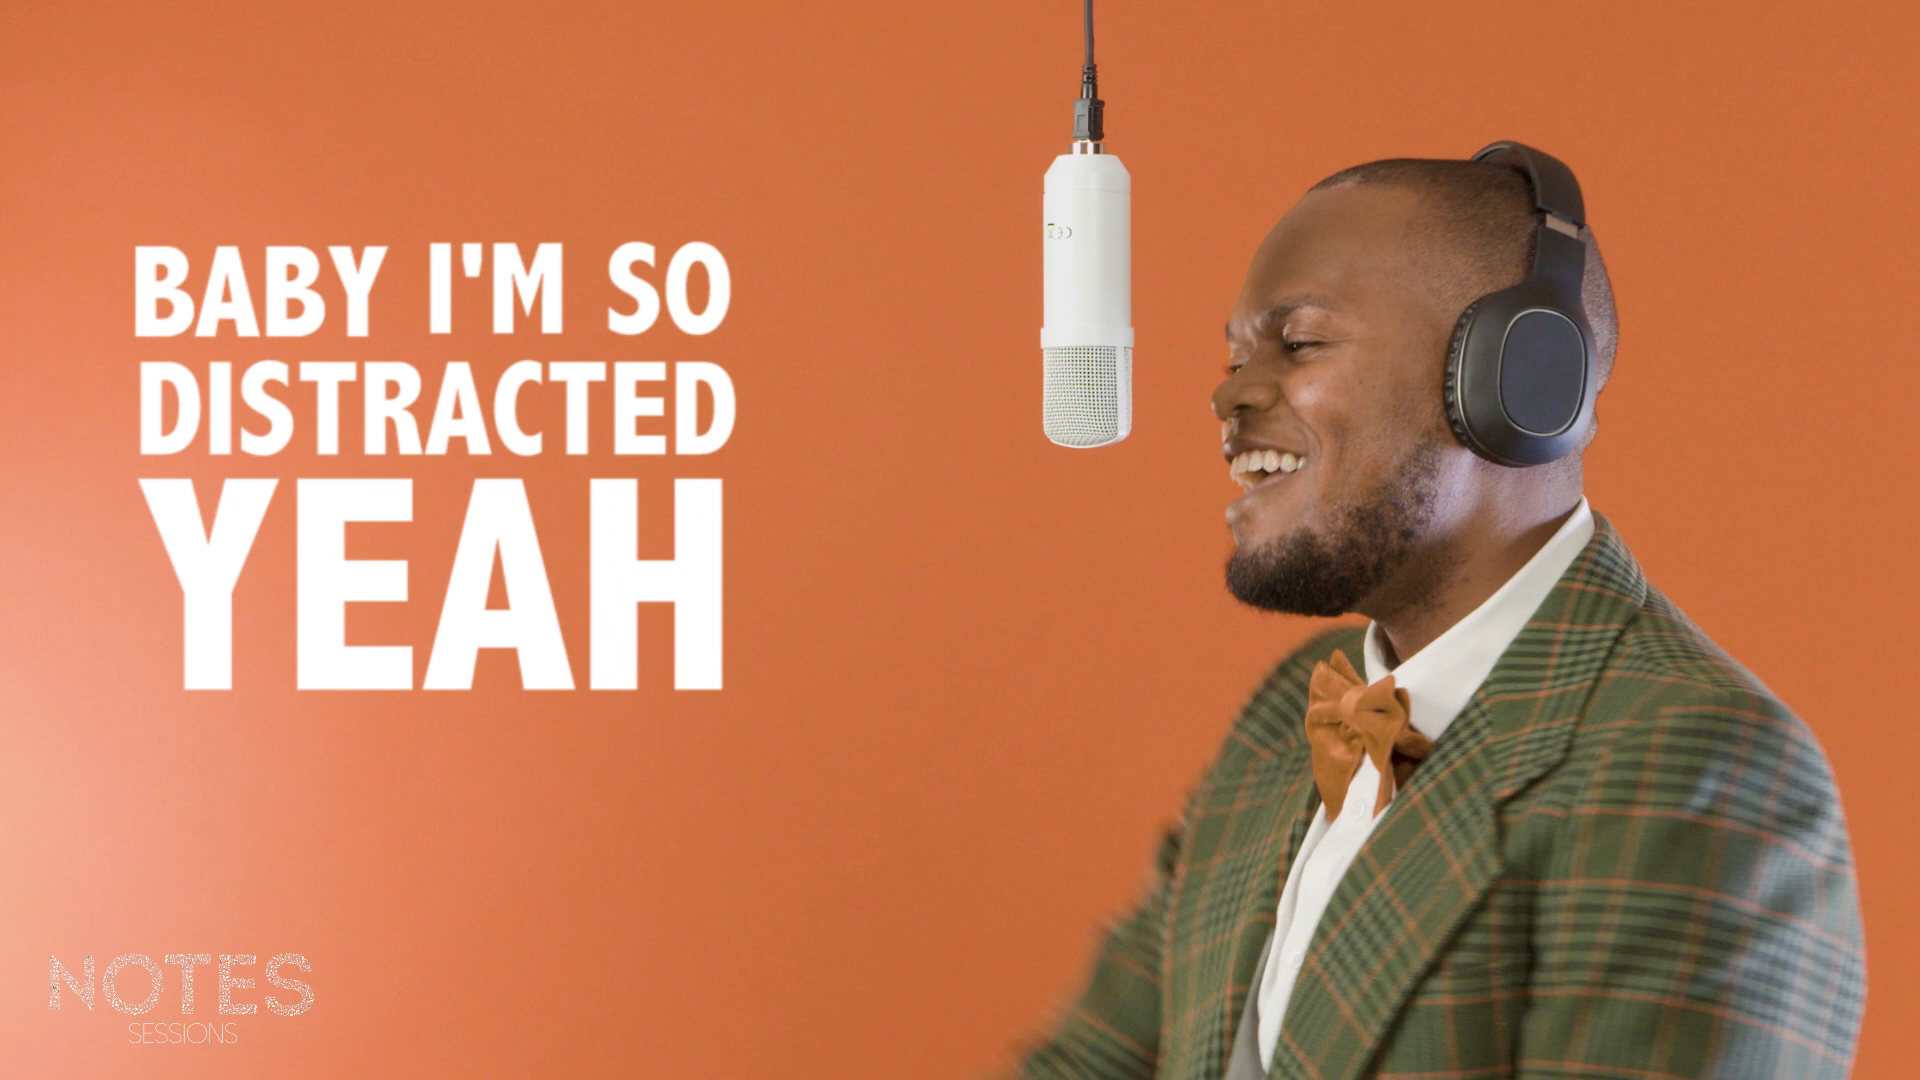 BABY I'M SO
DISTRACTED
YEAH
NOTES
SESSIONS